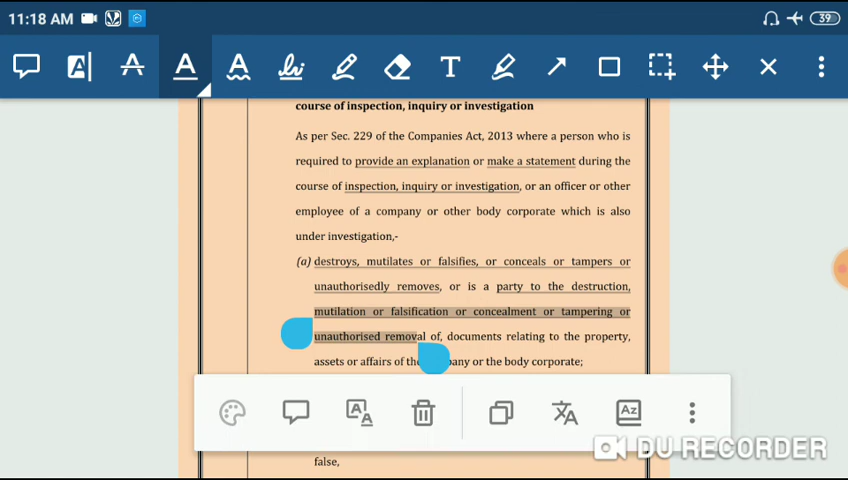 11:18 AM
39
course of inspection, inquiry or investigation
As per Sec. 229 of the Companies Act, 2013 where a person who is
required to provide an explanation or make a statement during the
course of inspection, inquiry or investigation, or an officer or other
employee of a company or other body corporate which is also
under investigation,-
(a) destroys, mutilates or falsifies, or conceals or tampers or
unauthorisedly removes, or is a party to the destruction,
mutilation or falsification or concealment or tampering or
unauthorised removal of, documents relating to the property,
assets or affairs of the company or the body corporate;
DU RECORDER
false,